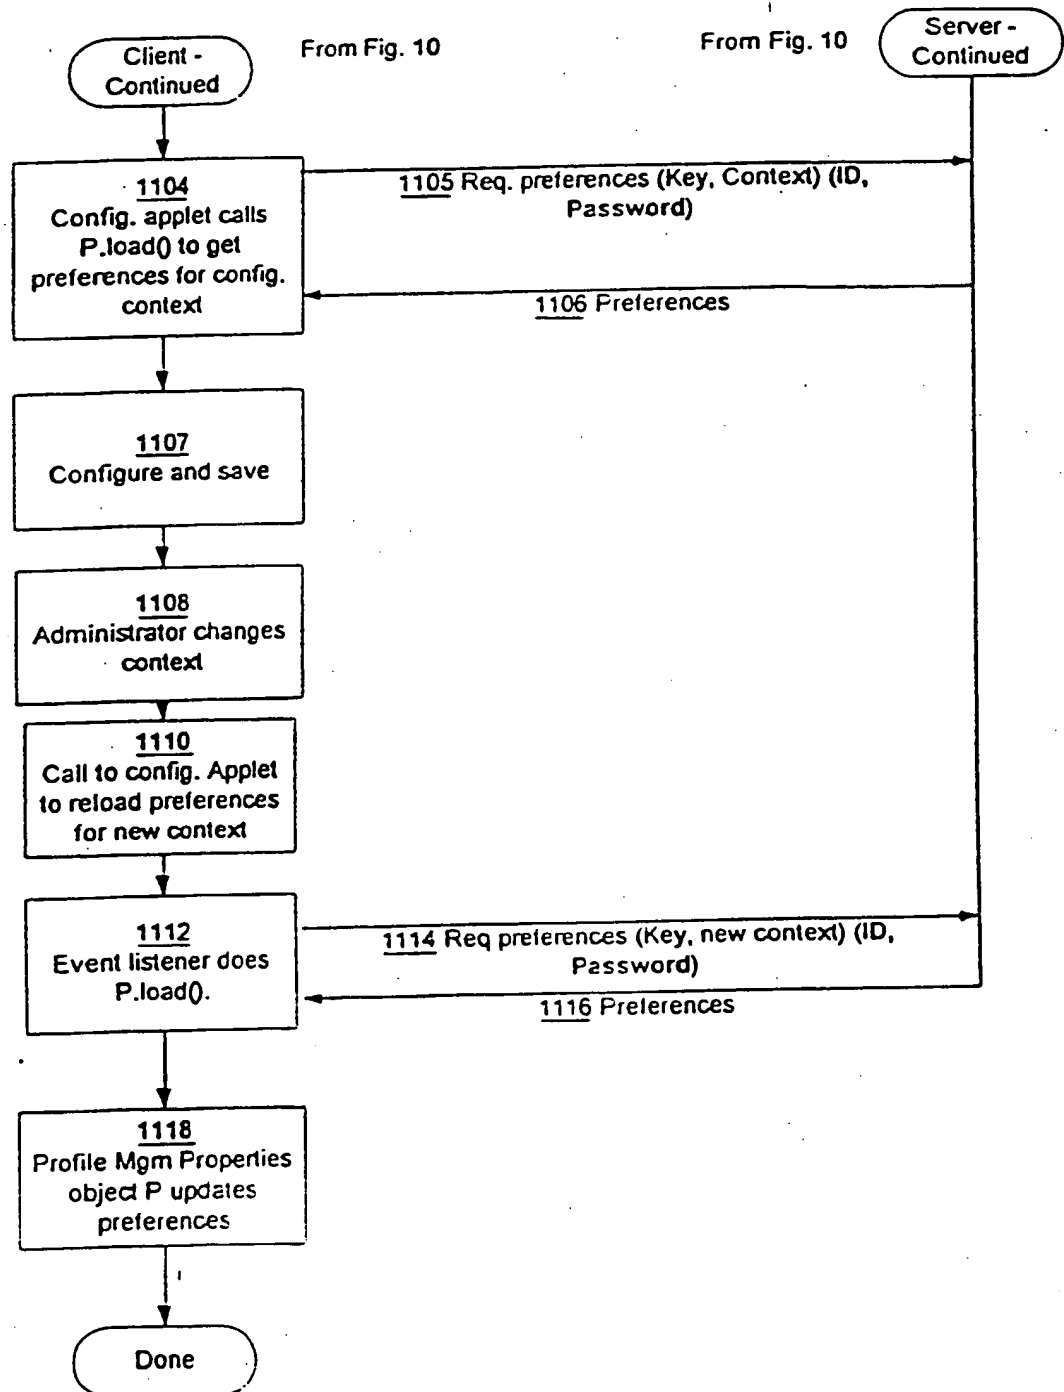 Client -
Continued
From Fig. 10
From Fig. 10
Server -
Continued
1104
Config. applet calls
P.load() to get
preferences for config.
context
1105 Req. preferences (Key, Context) (ID,
Password)
1106 Preferences
1107
Configure and save
1108
Administrator changes
context
1110
Call to config. Applet
to reload preferences
for new context
1112
Event listener does
P.load().
1114 Req preferences (Key, new context) (ID,
Password)
1116 Preferences
1118
Profile Mgm Properties
object P updates
preferences
Done